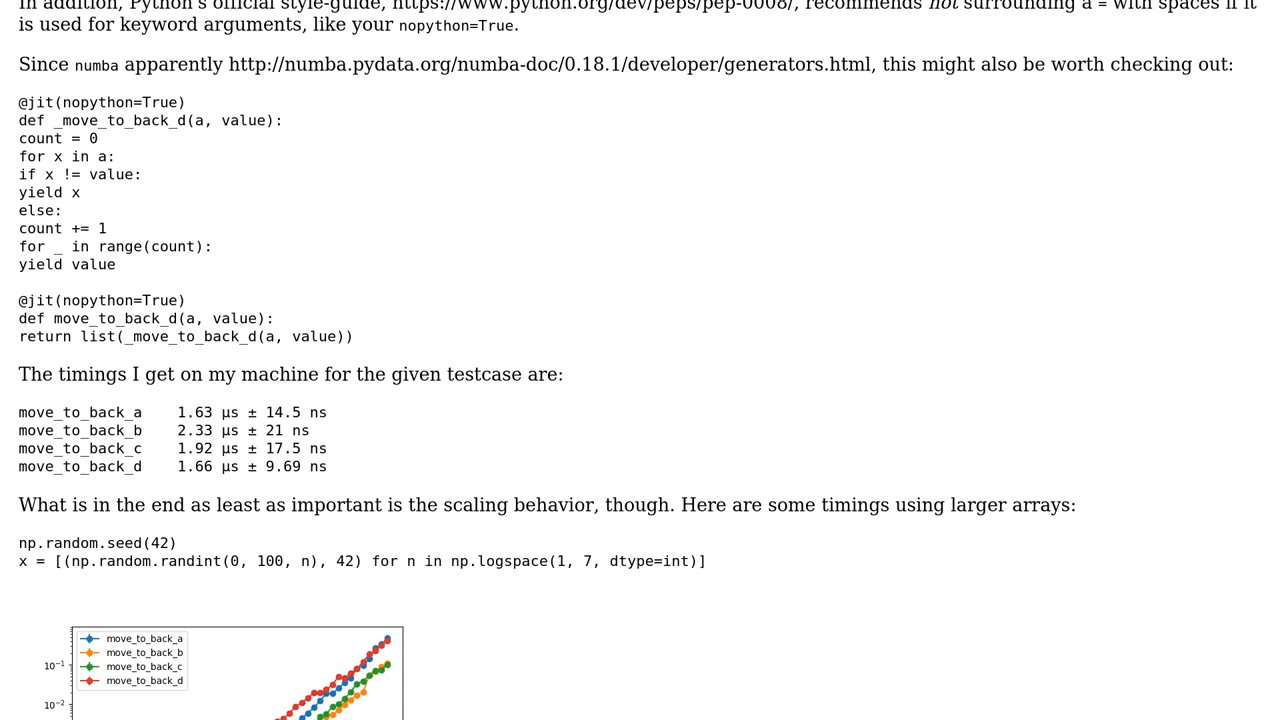 In addition, Python's official style-guide, https://www.python.org/dev/peps/pep-0008/, recommends not surrounding a = with spaces if it
is used for keyword arguments, like your nopython=True.
Since numba apparently http://numba.pydata.org/numba-doc/0.18.1/developer/generators.html, this might also be worth checking out:
@jit(nopython=True)
def _move_to_back_d(a, value):
count = 0
for x in a:
if x != value:
yield x
else:
count += 1
for _ in range(count):
yield value
@jit(nopython=True)
def move_to_back_d(a, value):
return list(_move_to_back_d(a, value))
The timings I get on my machine for the given testcase are:
move_to_back_a    1.63 µs ± 14.5 ns
move_to_back_b    2.33 µs ± 21 ns
move_to_back_c    1.92 µs ± 17.5 ns
move_to_back_d    1.66 µs ± 9.69 ns
What is in the end as least as important is the scaling behavior, though. Here are some timings using larger arrays:
np.random.seed(42)
x = [(np.random.randint(0, 100, n), 42) for n in np.logspace(1, 7, dtype=int)]
move_to_back_a
move_to_back_b
move_to_back_c
move_to_back_d
10⁻¹
10⁻²